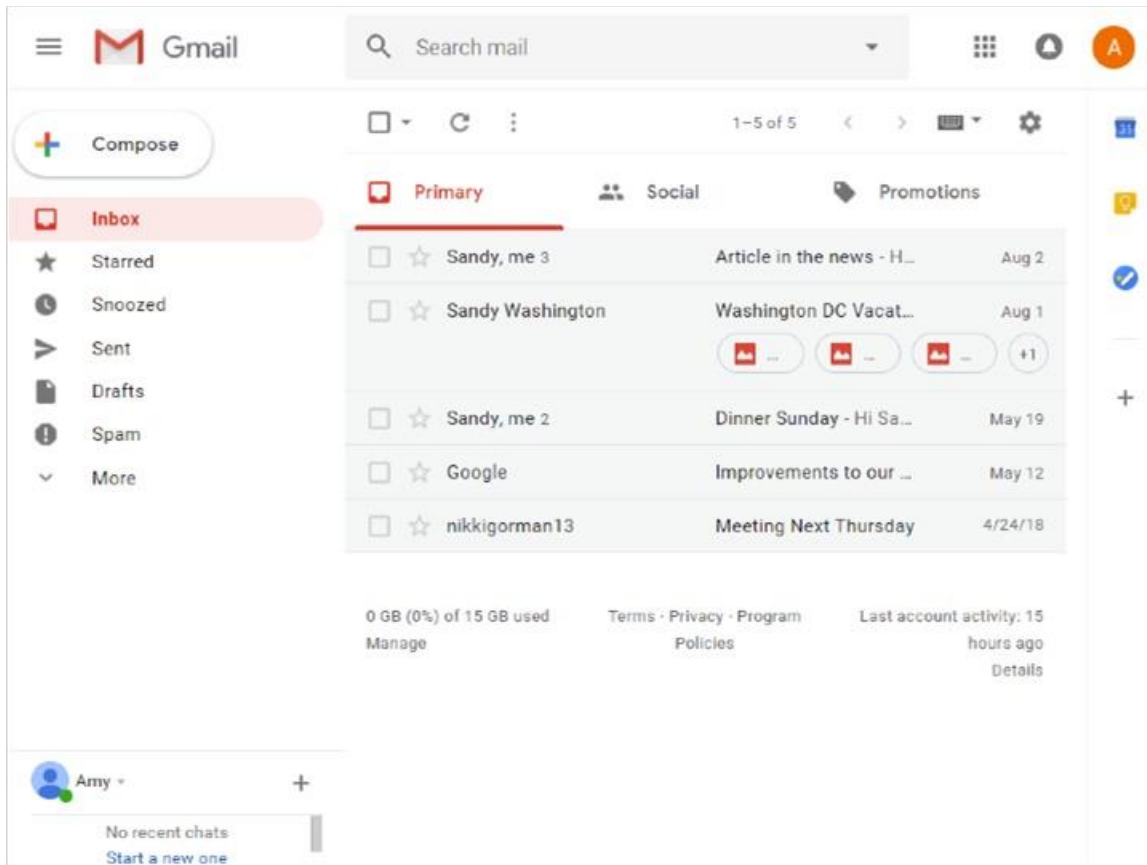 Gmail
Search mail
A
Compose
1–5 of 5
31
Primary
Social
Promotions
Inbox
Starred
Snoozed
Sent
Drafts
Spam
More
Sandy, me 3 Article in the news - H... Aug 2
Sandy Washington Washington DC Vacat... Aug 1
... ... ... +1
Sandy, me 2 Dinner Sunday - Hi Sa... May 19
Google Improvements to our ... May 12
nikkigorman13 Meeting Next Thursday 4/24/18
0 GB (0%) of 15 GB used
Manage
Terms · Privacy · Program
Policies
Last account activity: 15
hours ago
Details
Amy
No recent chats
Start a new one